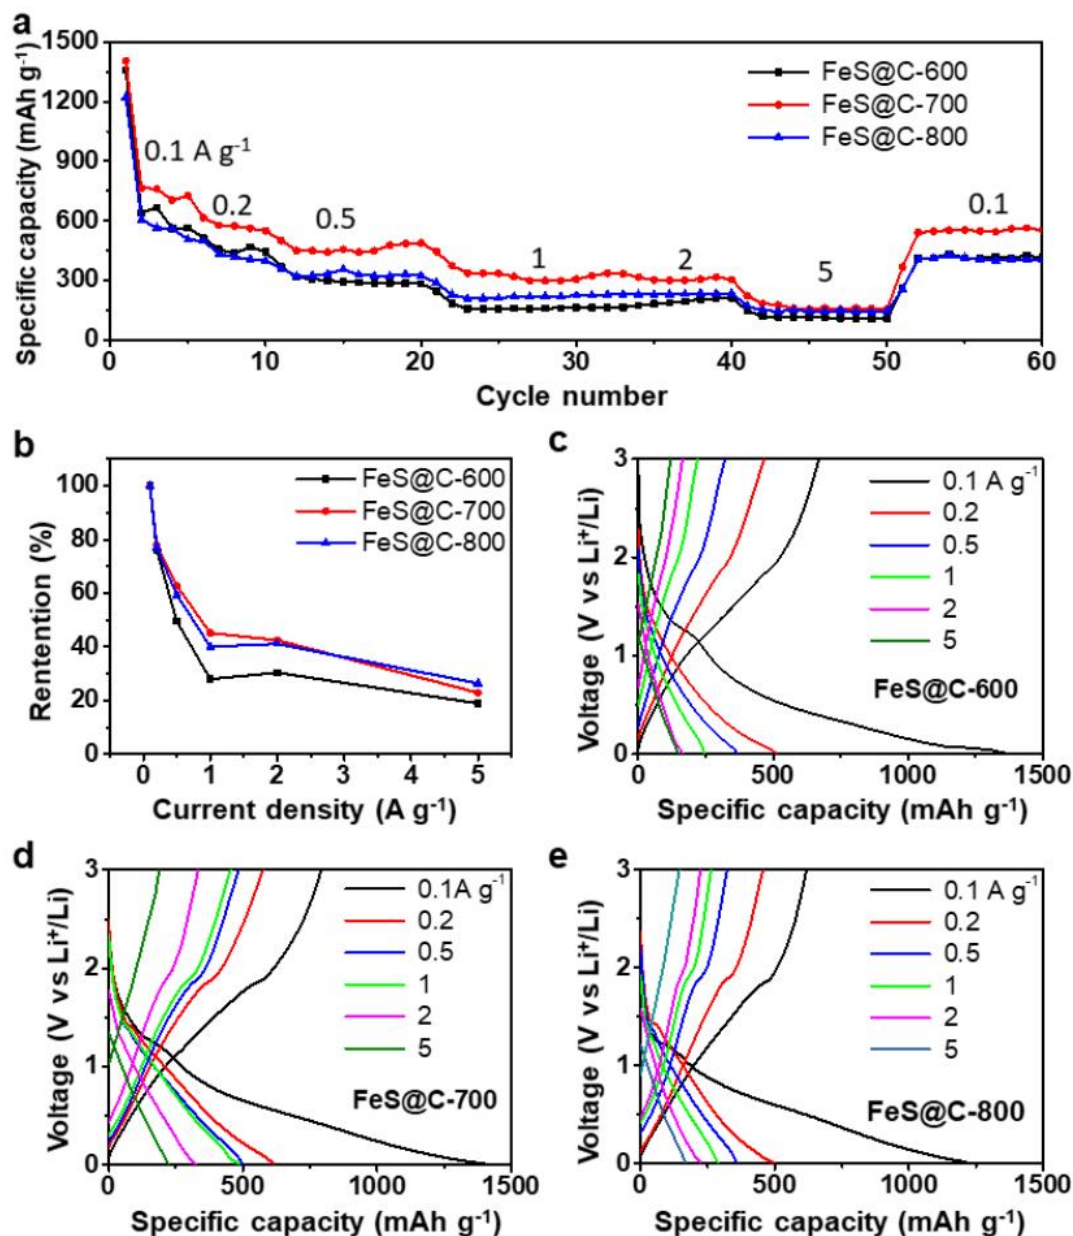 a
Specific capacity (mAh g⁻¹)
1500
1200
900
600
300
0
0.1 A g⁻¹
0.2
0.5
1
2
5
0.1
FeS@C-600
FeS@C-700
FeS@C-800
0 10 20 30 40 50 60
Cycle number
b
Rentention (%)
100
80
60
40
20
0
FeS@C-600
FeS@C-700
FeS@C-800
0 1 2 3 4 5
Current density (A g⁻¹)
c
Voltage (V vs Li⁺/Li)
3
2
1
0
0.1 A g⁻¹
0.2
0.5
1
2
5
FeS@C-600
0 500 1000 1500
Specific capacity (mAh g⁻¹)
d
Voltage (V vs Li⁺/Li)
3
2
1
0
0.1A g⁻¹
0.2
0.5
1
2
5
FeS@C-700
0 500 1000 1500
Specific capacity (mAh g⁻¹)
e
Voltage (V vs Li⁺/Li)
3
2
1
0
0.1 A g⁻¹
0.2
0.5
1
2
5
FeS@C-800
0 500 1000 1500
Specific capacity (mAh g⁻¹)